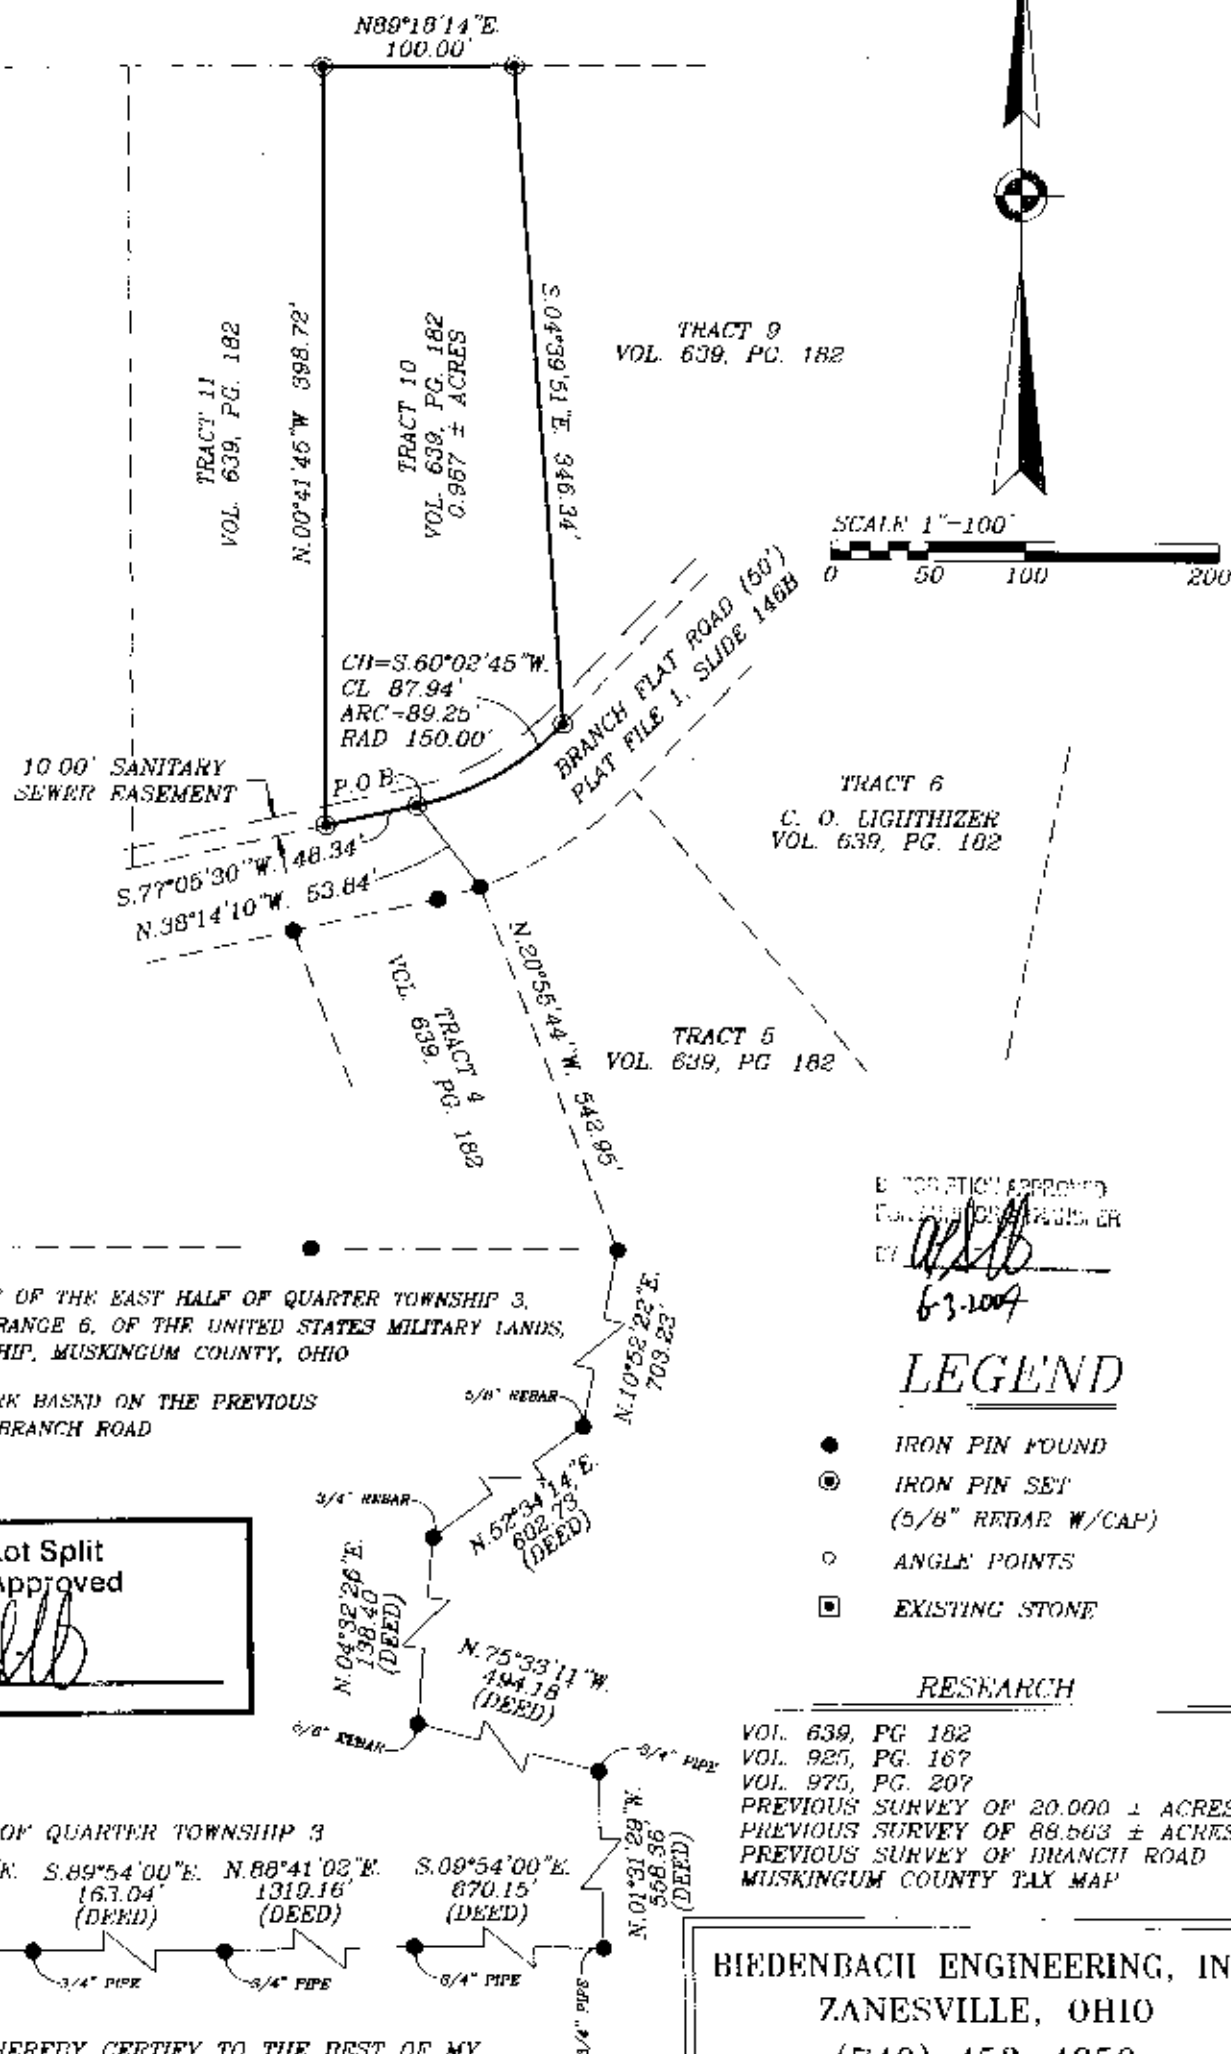 N89°18'14"E.
100.00'
TRACT 11
VOL. 639, PG. 182
N.00°41'46"W 398.72'
TRACT 10
VOL. 639, PG. 182
0.967 ± ACRES
S.04°39'51"E. 346.34'
TRACT 9
VOL. 639, PG. 182
SCALE 1"=100'
0 50 100 200
CB=S.60°02'45"W.
CL 87.94'
ARC=89.25'
RAD 150.00'
P.O.B.
BRANCH FLAT ROAD (50')
PLAT FILE 1, SLIDE 146B
10.00' SANITARY
SEWER EASEMENT
S.77°05'30"W. 48.34'
N.38°14'10"W. 53.84'
TRACT 6
C. O. LIGHTHIZER
VOL. 639, PG. 182
N.20°55'44"W. 542.95'
TRACT 4
VOL. 639, PG. 182
TRACT 5
VOL. 639, PG 182
APPROVED
BY
6-3-2004
OF THE EAST HALF OF QUARTER TOWNSHIP 3,
RANGE 6, OF THE UNITED STATES MILITARY LANDS,
HIP, MUSKINGUM COUNTY, OHIO
RK BASED ON THE PREVIOUS
BRANCH ROAD
N.10°52'22"E.
703.23'
5/8" REBAR
N.52°34'14"E.
602.73'
(DEED)
3/4" REBAR
LEGEND
IRON PIN FOUND
IRON PIN SET
(5/8" REBAR W/CAP)
ANGLE POINTS
EXISTING STONE
Lot Split
Approved
N.04°32'26"E.
138.40'
(DEED)
N.75°33'11"W.
494.18'
(DEED)
5/8" REBAR
3/4" PIPE
RESEARCH
VOL. 639, PG 182
VOL. 925, PG. 167
VOL. 975, PG. 207
PREVIOUS SURVEY OF 20.000 ± ACRES
PREVIOUS SURVEY OF 88.563 ± ACRES
PREVIOUS SURVEY OF BRANCH ROAD
MUSKINGUM COUNTY TAX MAP
N.01°31'29"W.
558.36'
(DEED)
OF QUARTER TOWNSHIP 3
E. S.89°54'00"E. N.88°41'02"E. S.09°54'00"E.
163.04' 1319.16' 670.15'
(DEED) (DEED) (DEED)
3/4" PIPE 3/4" PIPE 3/4" PIPE
3/4" PIPE
BIEDENBACH ENGINEERING, IN
ZANESVILLE, OHIO
HEREBY CERTIFY TO THE BEST OF MY